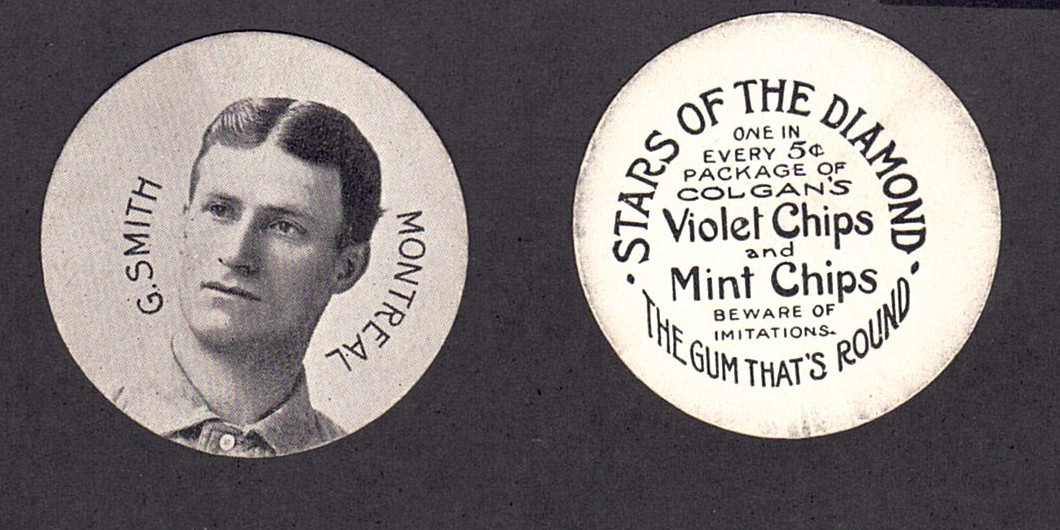 G.SMITH
MONTREAL
·STARS OF THE DIAMOND·
ONE IN
EVERY 5¢
PACKAGE OF
COLGAN'S
Violet Chips
and
Mint Chips
BEWARE OF
IMITATIONS.
THE GUM THAT'S ROUND